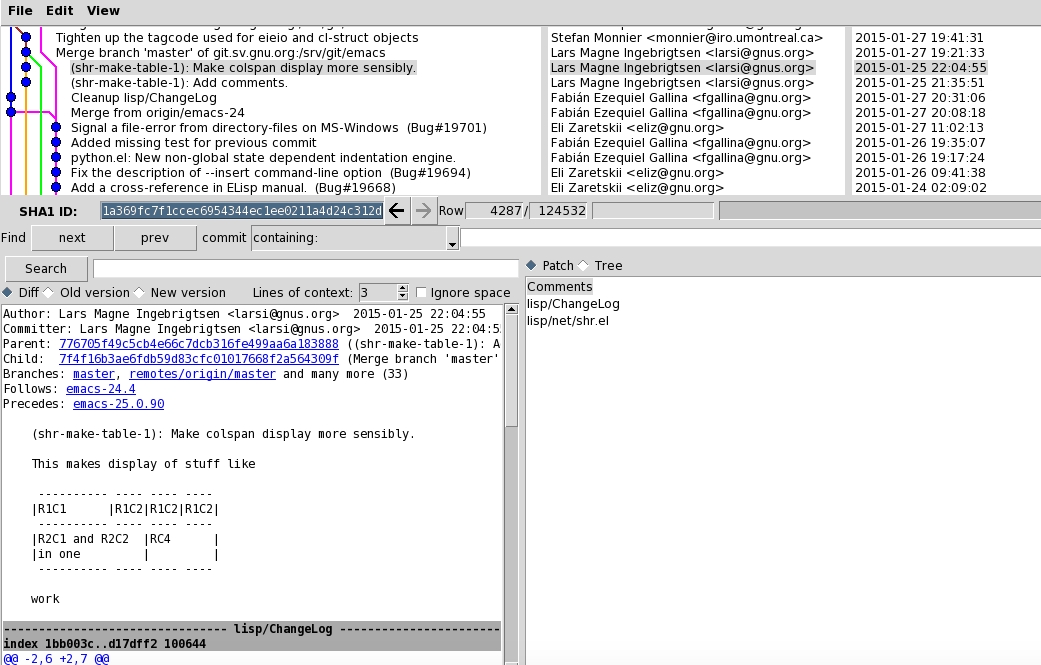 File Edit View
Tighten up the tagcode used for eieio and cl-struct objects Stefan Monnier <monnier@iro.umontreal.ca> 2015-01-27 19:41:31
Merge branch 'master' of git.sv.gnu.org:/srv/git/emacs Lars Magne Ingebrigtsen <larsi@gnus.org> 2015-01-27 19:21:33
(shr-make-table-1): Make colspan display more sensibly. Lars Magne Ingebrigtsen <larsi@gnus.org> 2015-01-25 22:04:55
(shr-make-table-1): Add comments. Lars Magne Ingebrigtsen <larsi@gnus.org> 2015-01-25 21:35:51
Cleanup lisp/ChangeLog Fabián Ezequiel Gallina <fgallina@gnu.org> 2015-01-27 20:31:06
Merge from origin/emacs-24 Fabián Ezequiel Gallina <fgallina@gnu.org> 2015-01-27 20:08:18
Signal a file-error from directory-files on MS-Windows (Bug#19701) Eli Zaretskii <eliz@gnu.org> 2015-01-27 11:02:13
Added missing test for previous commit Fabián Ezequiel Gallina <fgallina@gnu.org> 2015-01-26 19:35:07
python.el: New non-global state dependent indentation engine. Fabián Ezequiel Gallina <fgallina@gnu.org> 2015-01-26 19:17:24
Fix the description of --insert command-line option (Bug#19694) Eli Zaretskii <eliz@gnu.org> 2015-01-26 09:41:38
Add a cross-reference in ELisp manual. (Bug#19668) Eli Zaretskii <eliz@gnu.org> 2015-01-24 02:09:02
SHA1 ID: 1a369fc7f1ccec6954344ec1ee0211a4d24c312d Row 4287 / 124532
Find next prev commit containing:
Search
Diff Old version New version Lines of context: 3 Ignore space
Patch Tree
Comments
lisp/ChangeLog
lisp/net/shr.el
Author: Lars Magne Ingebrigtsen <larsi@gnus.org>  2015-01-25 22:04:55
Committer: Lars Magne Ingebrigtsen <larsi@gnus.org>  2015-01-25 22:04:5
Parent: 776705f49c5cb4e66c7dcb316fe499aa6a183888 ((shr-make-table-1): A
Child:  7f4f16b3ae6fdb59d83cfc01017668f2a564309f (Merge branch 'master'
Branches: master, remotes/origin/master and many more (33)
Follows: emacs-24.4
Precedes: emacs-25.0.90
(shr-make-table-1): Make colspan display more sensibly.
This makes display of stuff like
 ---------- ---- ---- ----
|R1C1      |R1C2|R1C2|R1C2|
 ---------- ---- ---- ----
|R2C1 and R2C2  |RC4      |
|in one         |         |
 ---------- ---- ---- ----
work
-------------------------------- lisp/ChangeLog -----------------------
index 1bb003c..d17dff2 100644
@@ -2,6 +2,7 @@